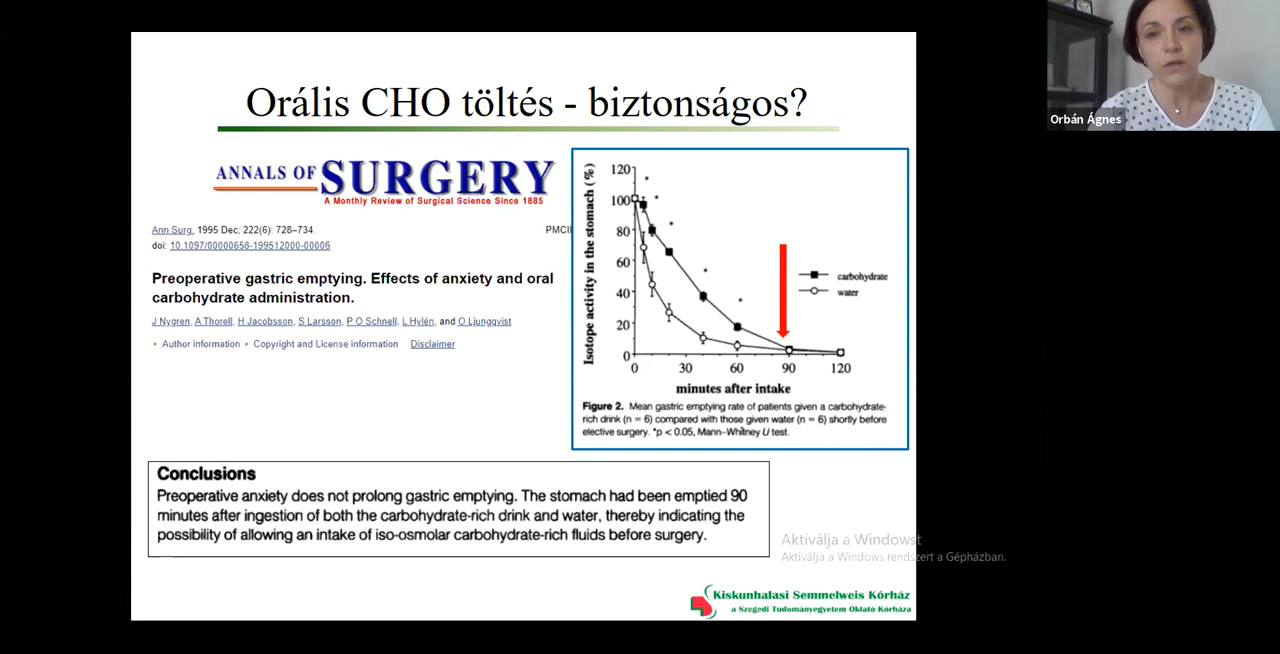 Orbán Ágnes
Orális CHO töltés - biztonságos?
ANNALS OF SURGERY
A Monthly Review of Surgical Science Since 1885
Ann Surg. 1995 Dec; 222(6): 728–734.
PMCI
doi: 10.1097/00000658-199512000-00006
Preoperative gastric emptying. Effects of anxiety and oral
carbohydrate administration.
J Nygren, A Thorell, H Jacobsson, S Larsson, P O Schnell, L Hylén, and O Ljungqvist
▸ Author information ▸ Copyright and License information Disclaimer
Isotope activity in the stomach (%)
120
100
80
60
40
20
0
* * * * *
carbohydrate
water
0 30 60 90 120
minutes after intake
Figure 2. Mean gastric emptying rate of patients given a carbohydrate-
rich drink (n = 6) compared with those given water (n = 6) shortly before
elective surgery. *p < 0.05, Mann–Whitney U test.
Conclusions
Preoperative anxiety does not prolong gastric emptying. The stomach had been emptied 90
minutes after ingestion of both the carbohydrate-rich drink and water, thereby indicating the
possibility of allowing an intake of iso-osmolar carbohydrate-rich fluids before surgery.
Aktiválja a Windowst
Aktiválja a Windows rendszert a Gépházban.
Kiskunhalasi Semmelweis Kórház
a Szegedi Tudományegyetem Oktató Kórháza